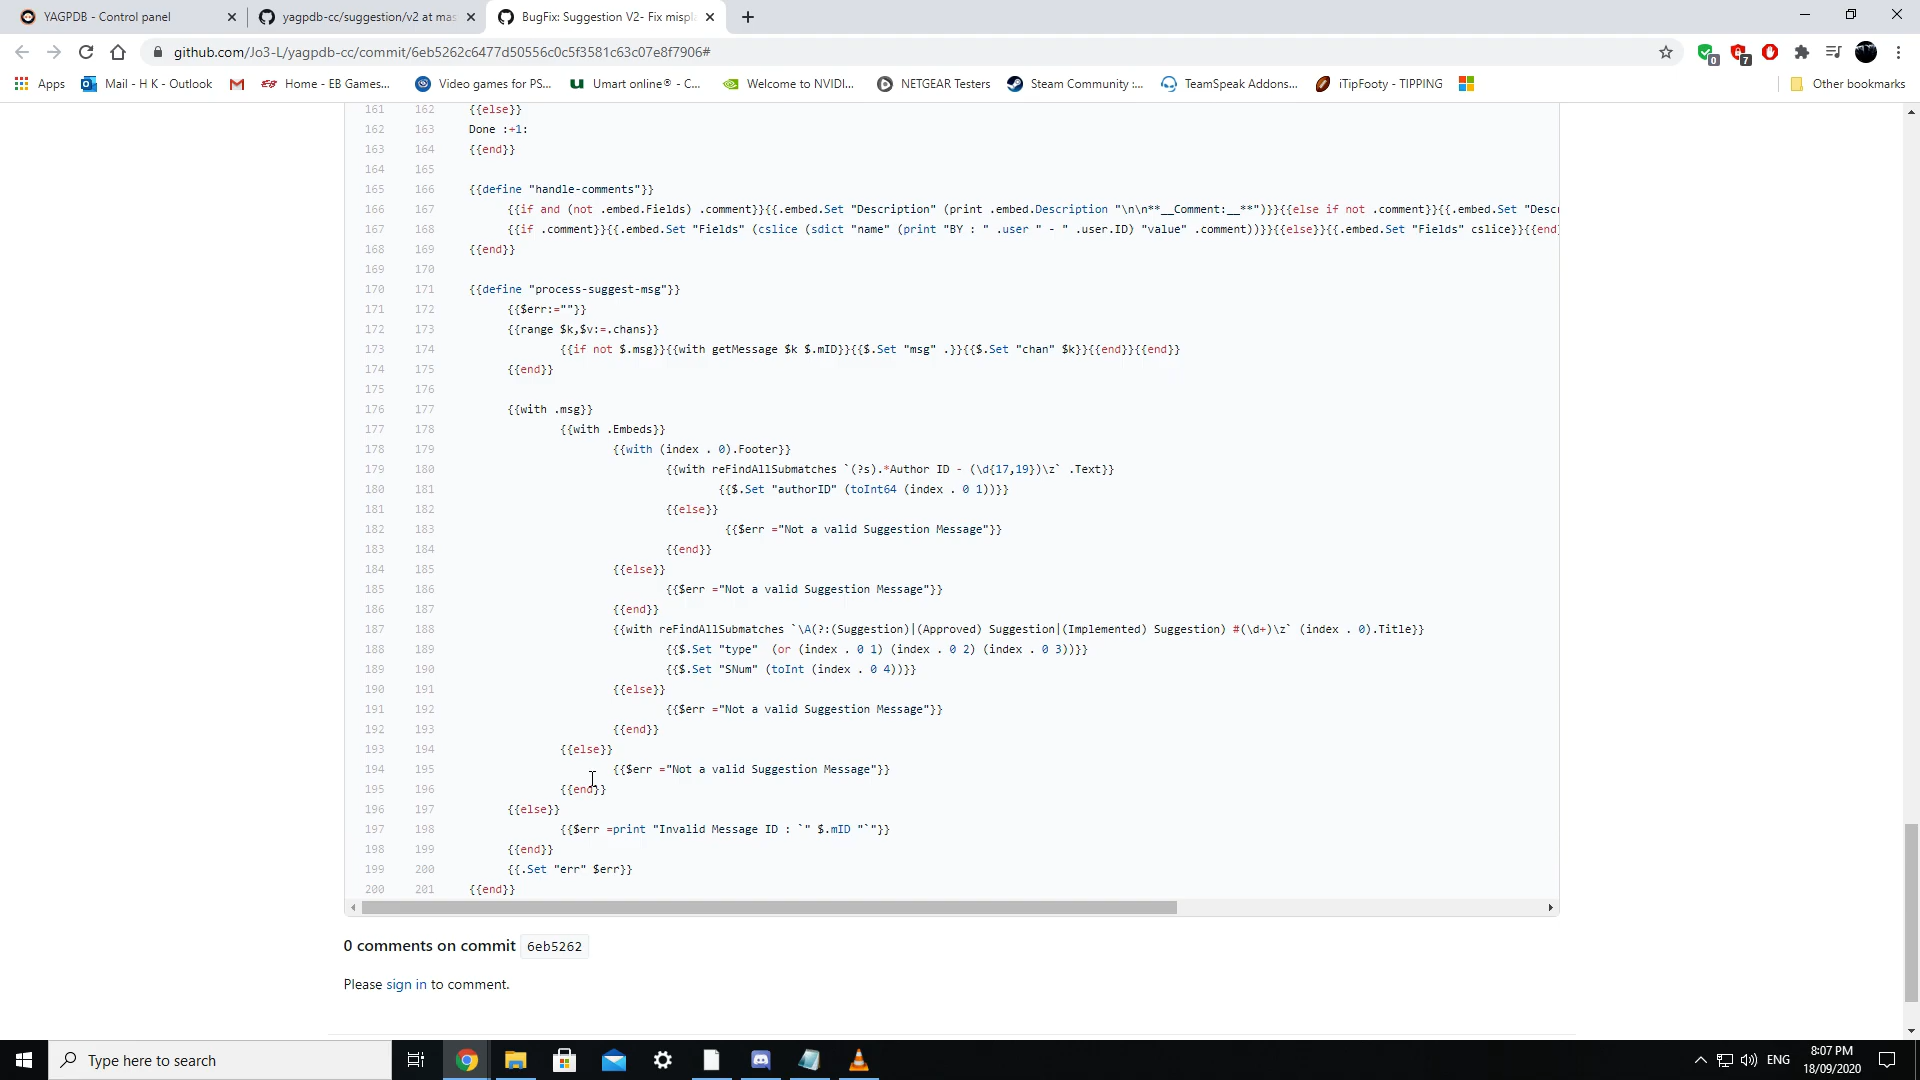 YAGPDB - Control panel
yagpdb-cc/suggestion/v2 at mas
BugFix: Suggestion V2- Fix mispl
github.com/Jo3-L/yagpdb-cc/commit/6eb5262c6477d50556c0c5f3581c63c07e8f7906#
0
7
Apps
Mail - H K - Outlook
Home - EB Games...
Video games for PS...
Umart online® - C...
Welcome to NVIDI...
NETGEAR Testers
Steam Community :...
TeamSpeak Addons...
iTipFooty - TIPPING
Other bookmarks
161 162 {{else}}
162 163 Done :+1:
163 164 {{end}}
164 165
165 166 {{define "handle-comments"}}
166 167 {{if and (not .embed.Fields) .comment}}{{.embed.Set "Description" (print .embed.Description "\n\n**__Comment:__**")}}{{else if not .comment}}{{.embed.Set "Descr
167 168 {{if .comment}}{{.embed.Set "Fields" (cslice (sdict "name" (print "BY : " .user " - " .user.ID) "value" .comment))}}{{else}}{{.embed.Set "Fields" cslice}}{{end
168 169 {{end}}
169 170
170 171 {{define "process-suggest-msg"}}
171 172 {{$err:=""}}
172 173 {{range $k,$v:=.chans}}
173 174 {{if not $.msg}}{{with getMessage $k $.mID}}{{$.Set "msg" .}}{{$.Set "chan" $k}}{{end}}{{end}}
174 175 {{end}}
175 176
176 177 {{with .msg}}
177 178 {{with .Embeds}}
178 179 {{with (index . 0).Footer}}
179 180 {{with reFindAllSubmatches `(?s).*Author ID - (\d{17,19})\z` .Text}}
180 181 {{$.Set "authorID" (toInt64 (index . 0 1))}}
181 182 {{else}}
182 183 {{$err ="Not a valid Suggestion Message"}}
183 184 {{end}}
184 185 {{else}}
185 186 {{$err ="Not a valid Suggestion Message"}}
186 187 {{end}}
187 188 {{with reFindAllSubmatches `\A(?:(Suggestion)|(Approved) Suggestion|(Implemented) Suggestion) #(\d+)\z` (index . 0).Title}}
188 189 {{$.Set "type"  (or (index . 0 1) (index . 0 2) (index . 0 3))}}
189 190 {{$.Set "SNum" (toInt (index . 0 4))}}
190 191 {{else}}
191 192 {{$err ="Not a valid Suggestion Message"}}
192 193 {{end}}
193 194 {{else}}
194 195 {{$err ="Not a valid Suggestion Message"}}
195 196 {{end}}
196 197 {{else}}
197 198 {{$err =print "Invalid Message ID : `" $.mID "`"}}
198 199 {{end}}
199 200 {{.Set "err" $err}}
200 201 {{end}}
0 comments on commit 6eb5262
Please sign in to comment.
Type here to search
ENG
8:07 PM
18/09/2020